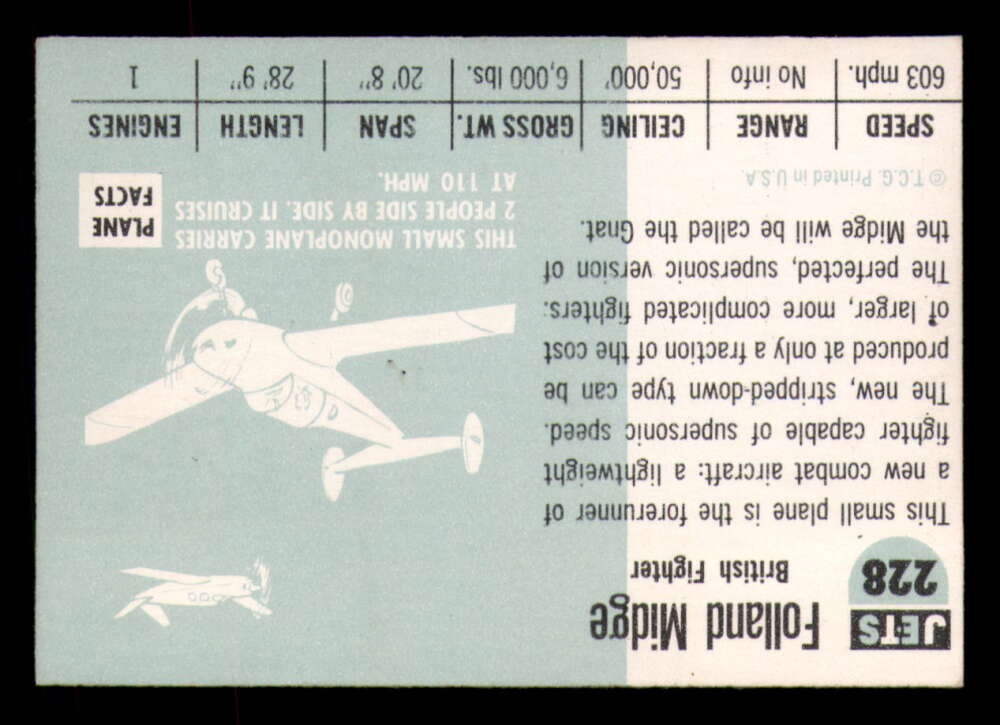 JETS
228
Folland Midge
British Fighter
This small plane is the forerunner of
a new combat aircraft: a lightweight
fighter capable of supersonic speed.
The new, stripped-down type can be
produced at only a fraction of the cost
of larger, more complicated fighters.
The perfected, supersonic version of
the Midge will be called the Gnat.
© T.C.G. Printed in U.S.A
THIS SMALL MONOPLANE CARRIES
2 PEOPLE SIDE BY SIDE. IT CRUISES
AT 110 MPH.
PLANE
FACTS
SPEED RANGE CEILING GROSS WT. SPAN LENGTH ENGINES
603 mph. No info 50,000' 6,000 lbs. 20' 8" 28' 9" 1